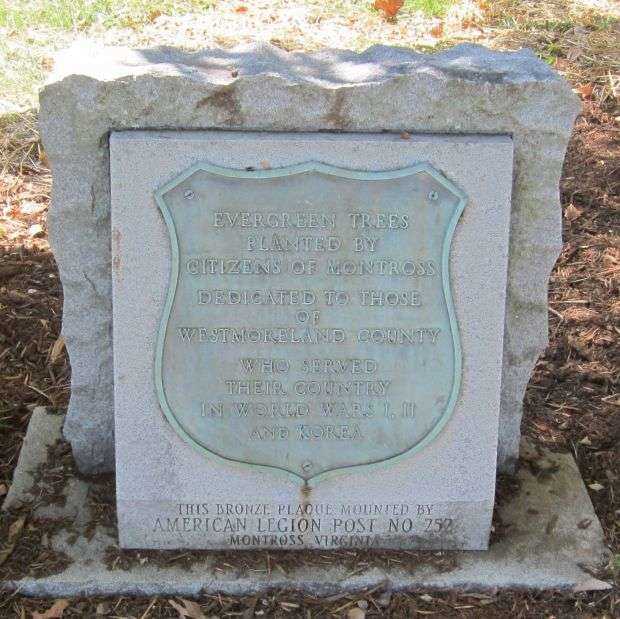 EVERGREEN TREES
PLANTED BY
CITIZENS OF MONTROSS
DEDICATED TO THOSE
OF
WESTMORELAND COUNTY
WHO SERVED
THEIR COUNTRY
IN WORLD WARS I, II
AND KOREA
THIS BRONZE PLAQUE MOUNTED BY
AMERICAN LEGION POST NO 252
MONTROSS VIRGINIA